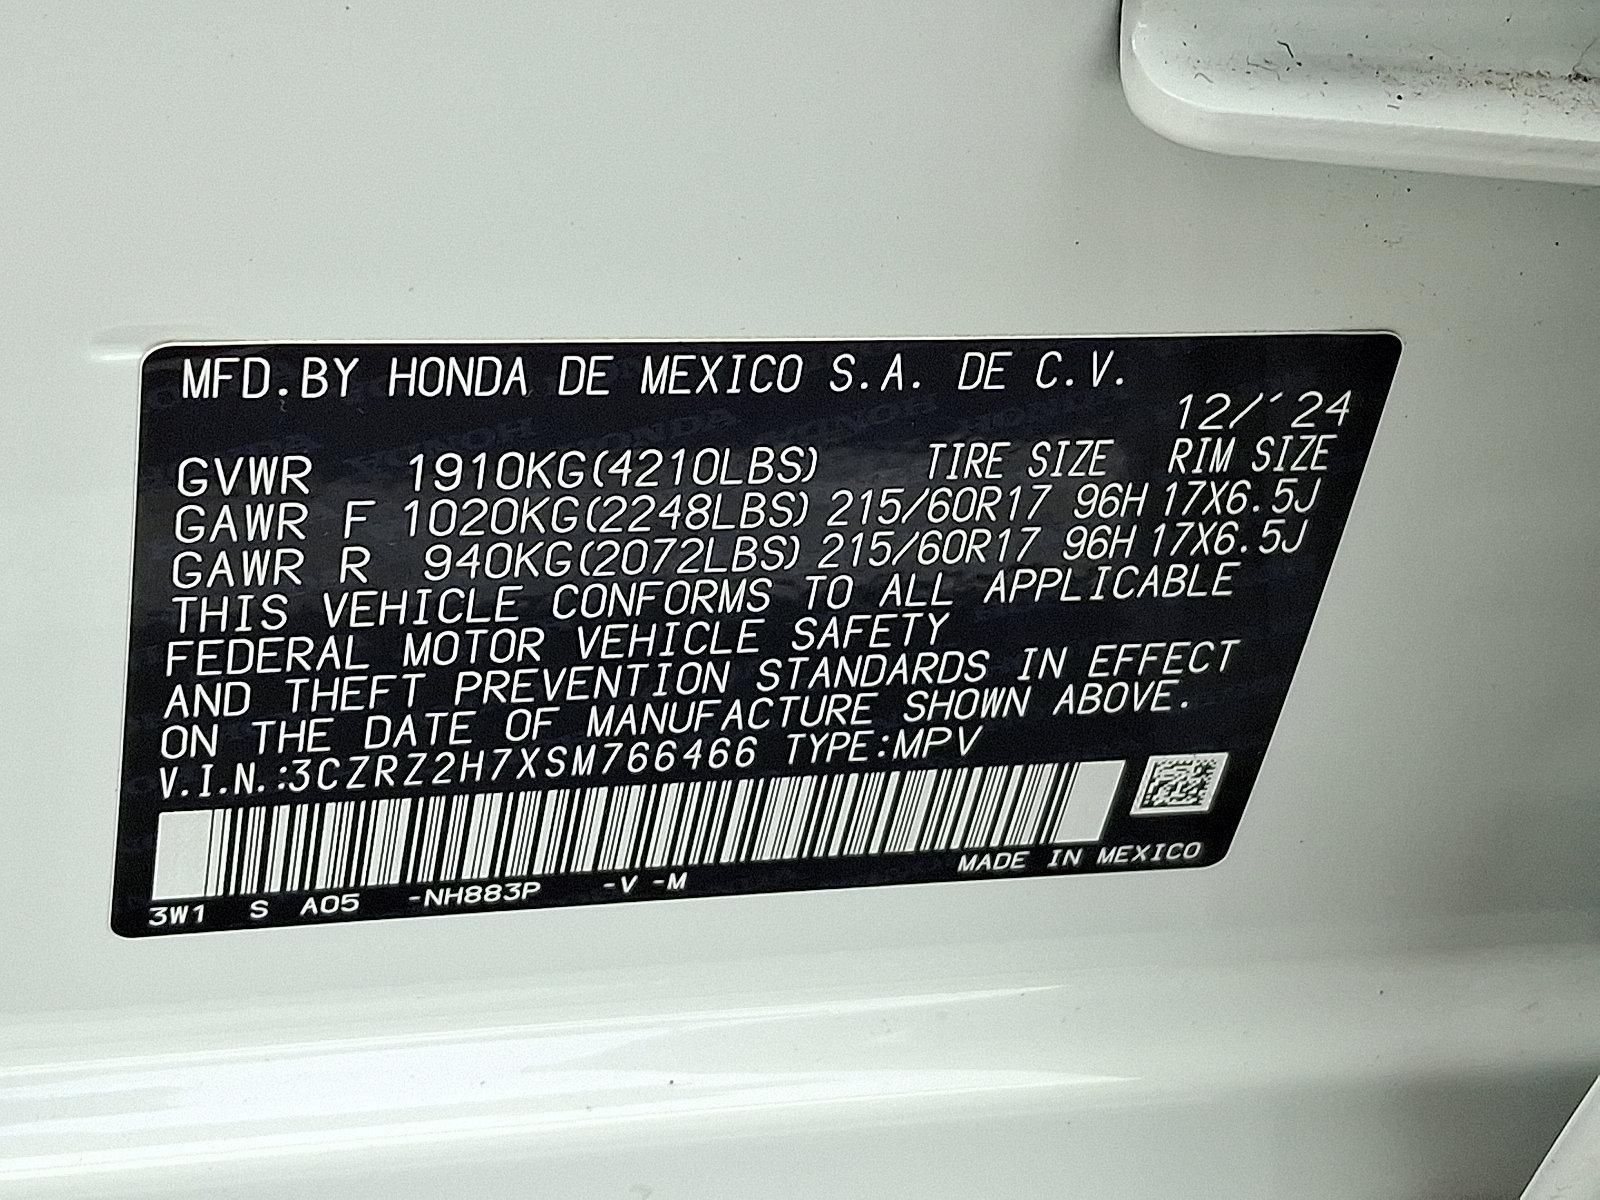 MFD.BY HONDA DE MEXICO S.A. DE C.V.
12/´24
GVWR 1910KG(4210LBS) TIRE SIZE RIM SIZE
GAWR F 1020KG(2248LBS) 215/60R17 96H 17X6.5J
GAWR R 940KG(2072LBS) 215/60R17 96H 17X6.5J
THIS VEHICLE CONFORMS TO ALL APPLICABLE
FEDERAL MOTOR VEHICLE SAFETY
AND THEFT PREVENTION STANDARDS IN EFFECT
ON THE DATE OF MANUFACTURE SHOWN ABOVE.
V.I.N.:3CZRZ2H7XSM766466 TYPE:MPV
MADE IN MEXICO
3W1 S A05 -NH883P -V -M